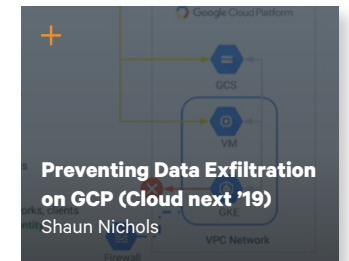 Google Cloud Platform
GCS
VM
Preventing Data Exfiltration
on GCP (Cloud next ’19)
GKE
Shaun Nichols
VPC Network
Firewall